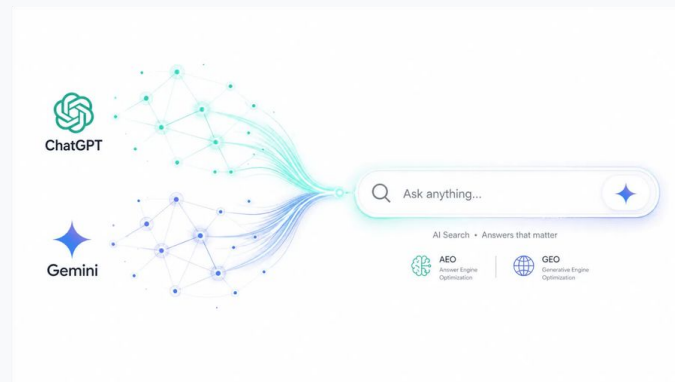 ChatGPT
Gemini
Ask anything...
AI Search • Answers that matter
AEO
Answer Engine
Optimization
GEO
Generative Engine
Optimization